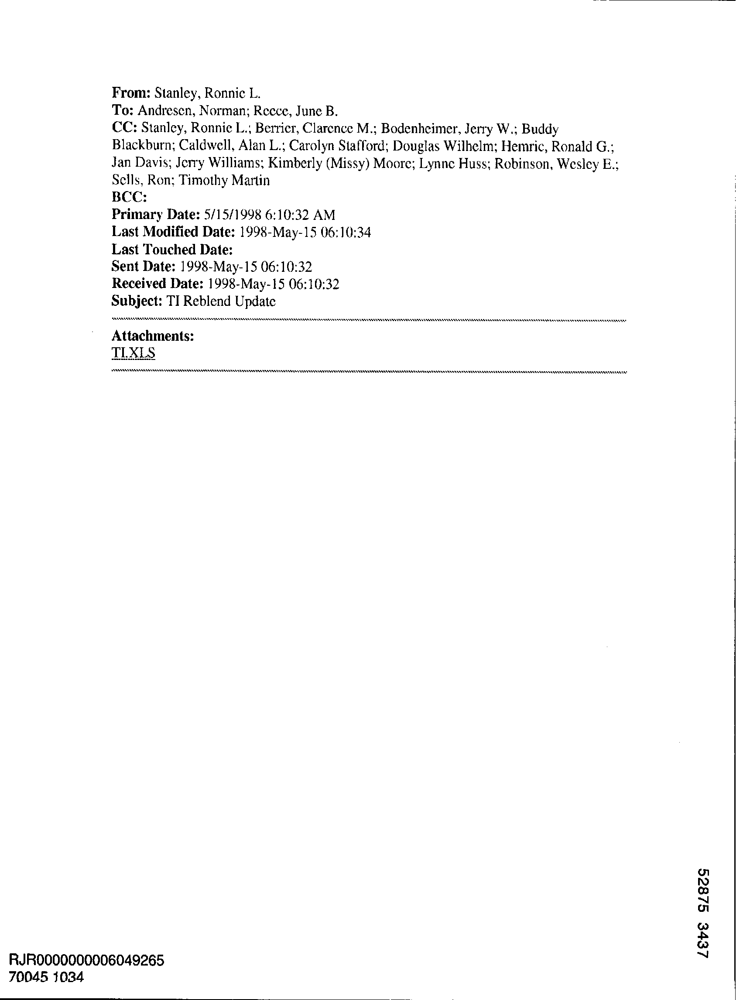 From: Stanley, Ronnie L.
To: Andresen, Norman; Reece, June B.
CC: Stanley, Ronnie L.; Berrier, Clarence M.; Bodenheimer, Jerry W.; Buddy
Blackburn; Caldwell, Alan L.; Carolyn Stafford; Douglas Wilhelm; Hemric, Ronald G.;
Jan Davis; Jerry Williams; Kimberly (Missy) Moore; Lynne Huss; Robinson, Wesley E.;
Sells, Ron; Timothy Martin
BCC:
Primary Date: 5/15/1998 6:10:32 AM
Last Modified Date: 1998-May-15 06:10:34
Last Touched Date:
Sent Date: 1998-May-15 06:10:32
Received Date: 1998-May-15 06:10:32
Subject: TI Reblend Update
Attachments:
TI.XLS
52875 3437
RJR0000000006049265
70045 1034